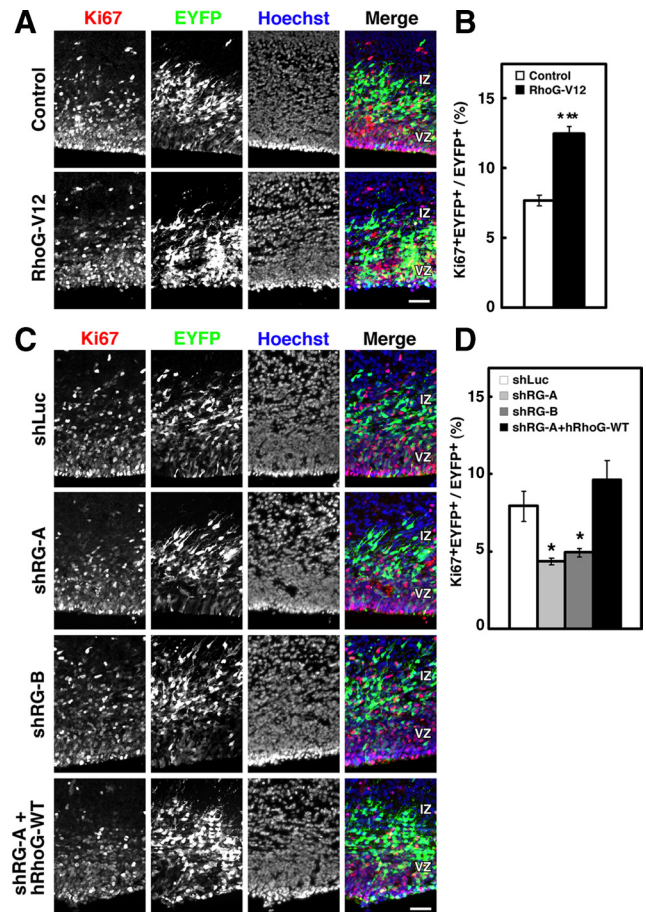 A
Ki67 EYFP Hoechst Merge
Control
IZ
VZ
RhoG-V12
IZ
VZ
B
Control
RhoG-V12
Ki67+EYFP+ / EYFP+ (%)
15
10
5
0
***
C
Ki67 EYFP Hoechst Merge
shLuc
IZ
VZ
shRG-A
IZ
VZ
shRG-B
IZ
VZ
shRG-A +
hRhoG-WT
IZ
VZ
D
shLuc
shRG-A
shRG-B
shRG-A+hRhoG-WT
Ki67+EYFP+ / EYFP+ (%)
15
10
5
0
*
*